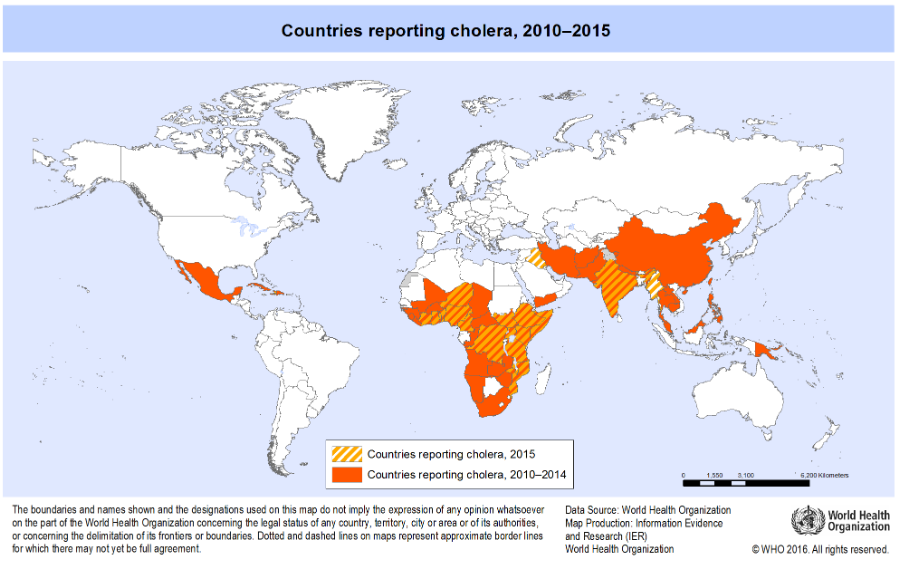 Countries reporting cholera, 2010–2015
Countries reporting cholera, 2015
Countries reporting cholera, 2010–2014
0 1,550 3,100 6,200 Kilometers
The boundaries and names shown and the designations used on this map do not imply the expression of any opinion whatsoever
on the part of the World Health Organization concerning the legal status of any country, territory, city or area or of its authorities,
or concerning the delimitation of its frontiers or boundaries. Dotted and dashed lines on maps represent approximate border lines
for which there may not yet be full agreement.
Data Source: World Health Organization
Map Production: Information Evidence
and Research (IER)
World Health Organization
World Health
Organization
© WHO 2016. All rights reserved.